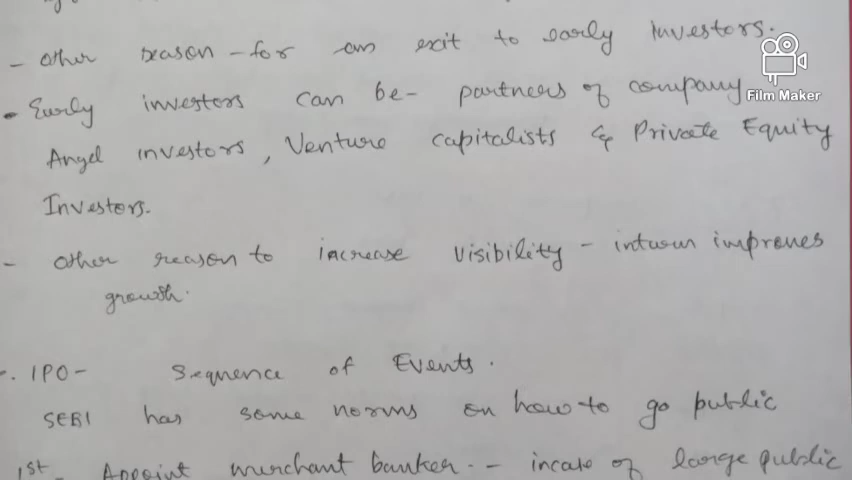 - other reason - for an exit to early investors.
Film Maker
- Early investors can be - partners of company
Angel investors, Venture capitalists & Private Equity
Investors.
- other reason to increase visibility - inturn improves
growth.
. IPO - Sequence of Events.
SEBI has some norms on how to go public
1st - Appoint merchant banker. - incase of large public